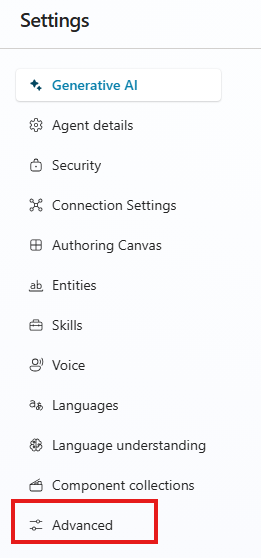 Settings
Generative AI
Agent details
Security
Connection Settings
Authoring Canvas
ab Entities
Skills
Voice
Languages
Language understanding
Component collections
Advanced